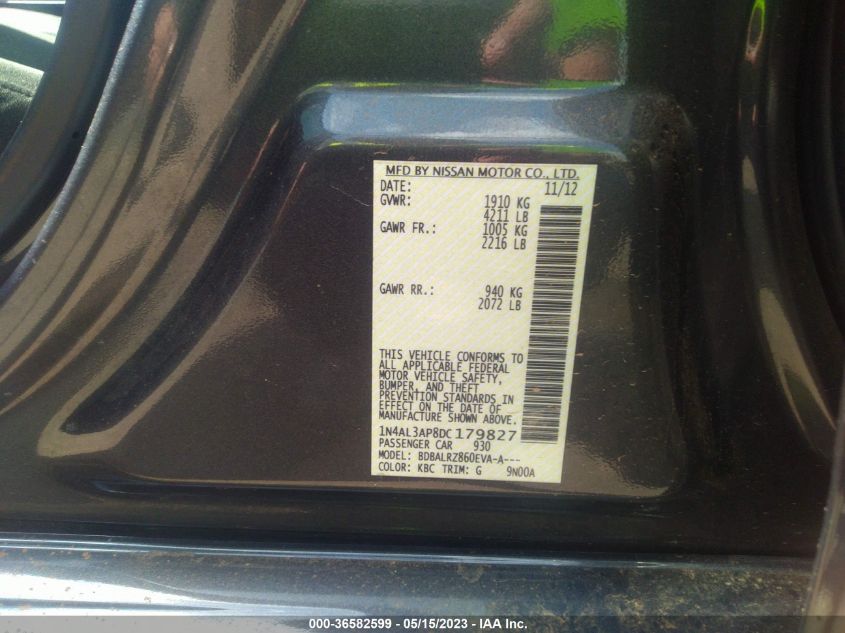 MFD BY NISSAN MOTOR CO., LTD.
DATE: 11/12
GVWR: 1910 KG
4211 LB
GAWR FR.: 1005 KG
2216 LB
GAWR RR.: 940 KG
2072 LB
THIS VEHICLE CONFORMS TO
ALL APPLICABLE FEDERAL
MOTOR VEHICLE SAFETY,
BUMPER, AND THEFT
PREVENTION STANDARDS IN
EFFECT ON THE DATE OF
MANUFACTURE SHOWN ABOVE.
1N4AL3AP8DC179827
PASSENGER CAR 930
MODEL: BDBALRZ860EVA-A---
COLOR: KBC TRIM: G 9N00A
000-36582599 - 05/15/2023 - IAA Inc.